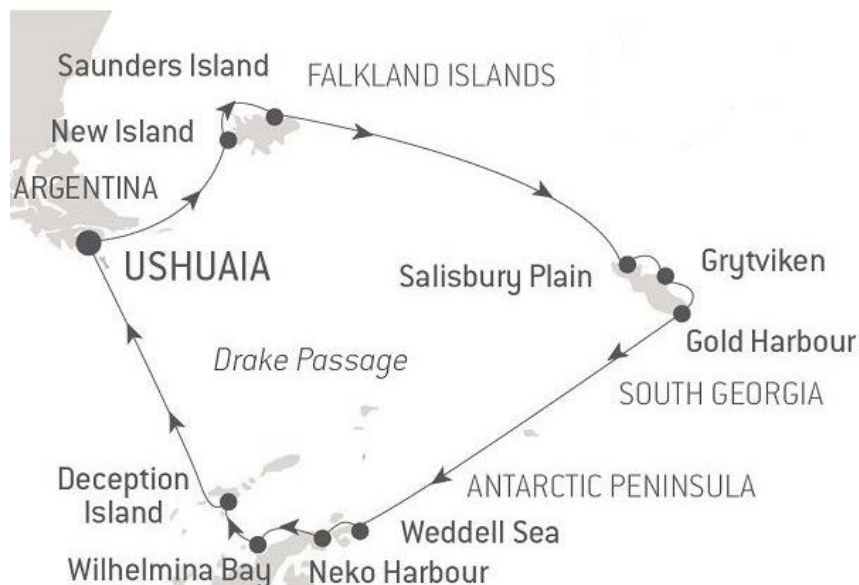 Saunders Island
FALKLAND ISLANDS
New Island
ARGENTINA
USHUAIA
Salisbury Plain
Grytviken
Gold Harbour
Drake Passage
SOUTH GEORGIA
Deception
Island
ANTARCTIC PENINSULA
Weddell Sea
Wilhelmina Bay
Neko Harbour